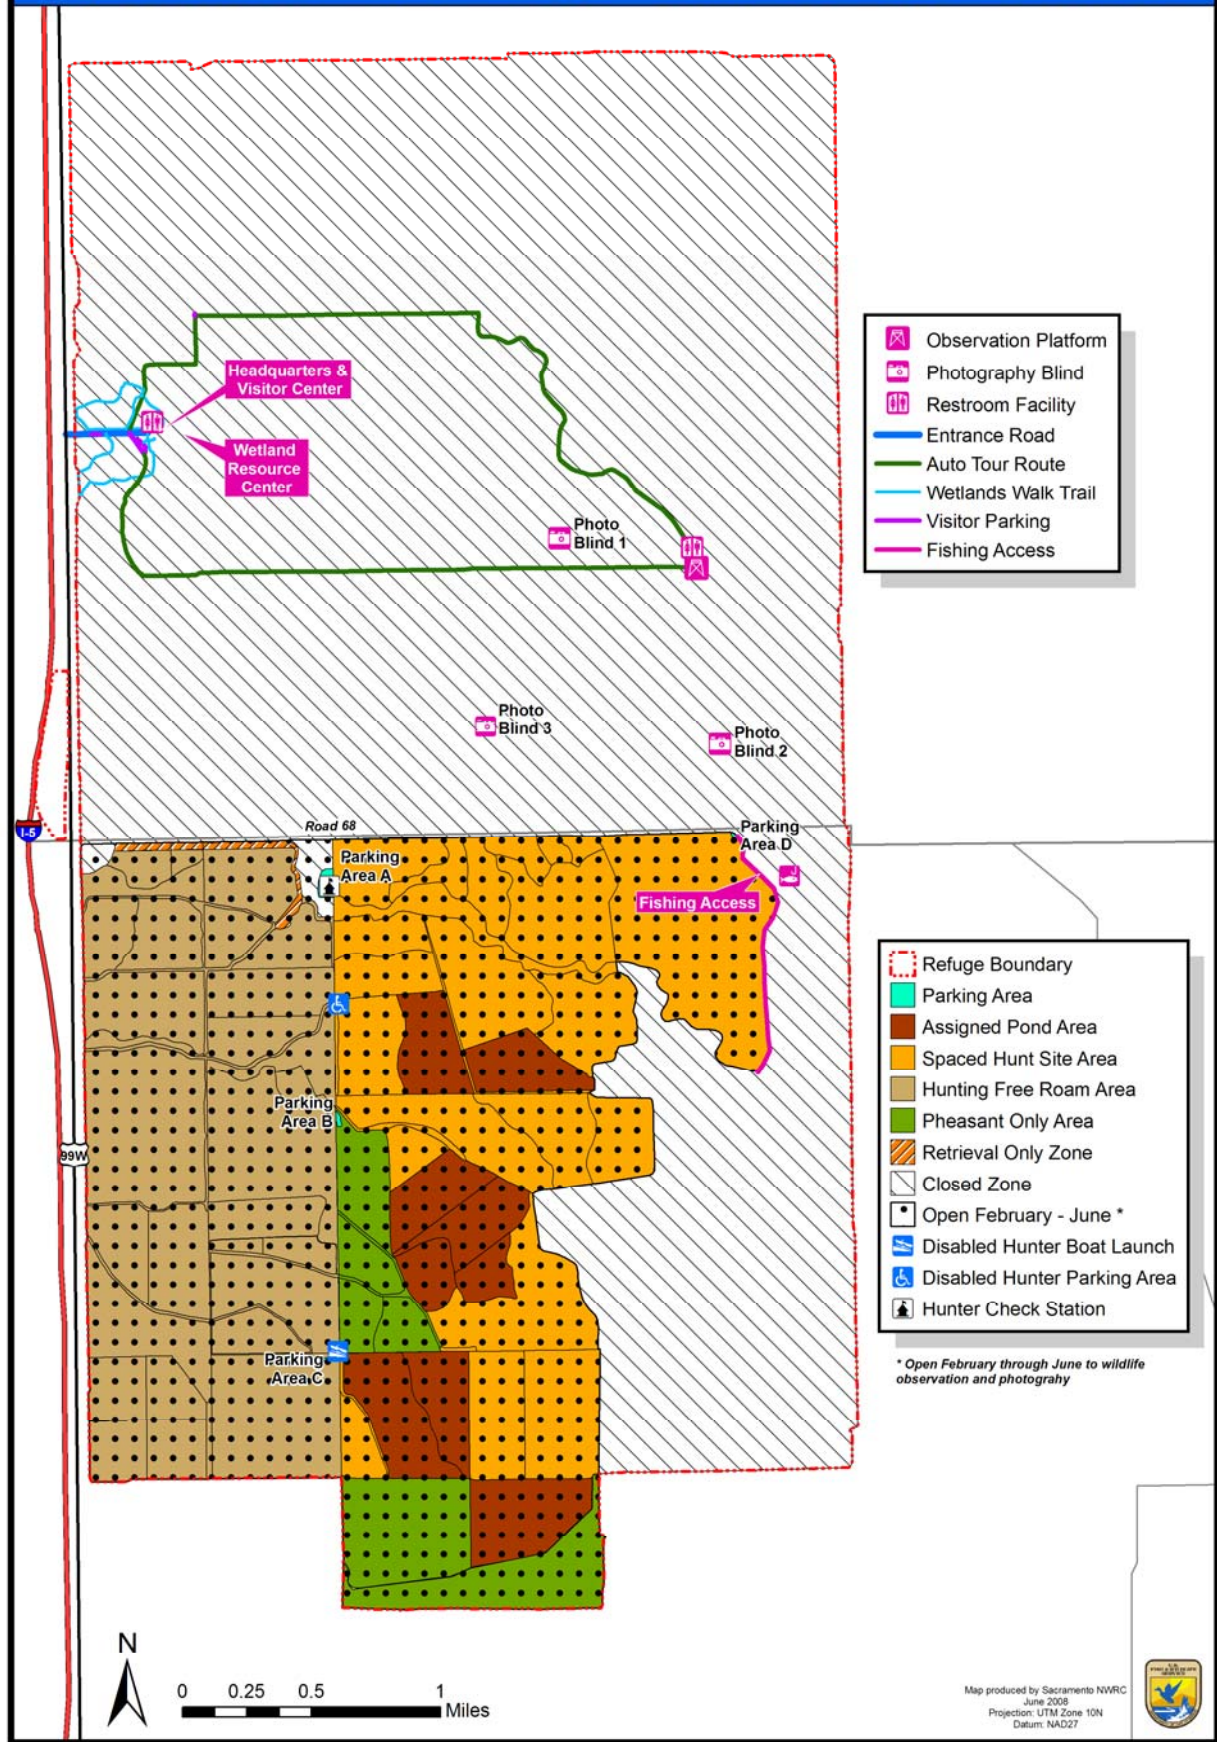 Headquarters &
Visitor Center
Wetland
Resource
Center
Photo
Blind 1
Photo
Blind 3
Photo
Blind 2
Observation Platform
Photography Blind
Restroom Facility
Entrance Road
Auto Tour Route
Wetlands Walk Trail
Visitor Parking
Fishing Access
I-5
Road 68
Parking
Area D
Parking
Area A
Fishing Access
Parking
Area B
99W
Parking
Area C
Refuge Boundary
Parking Area
Assigned Pond Area
Spaced Hunt Site Area
Hunting Free Roam Area
Pheasant Only Area
Retrieval Only Zone
Closed Zone
Open February - June *
Disabled Hunter Boat Launch
Disabled Hunter Parking Area
Hunter Check Station
* Open February through June to wildlife
observation and photograhy
N
0 0.25 0.5 1
Miles
Map produced by Sacramento NWRC
June 2008
Projection: UTM Zone 10N
Datum: NAD27
U.S.
FISH & WILDLIFE
SERVICE